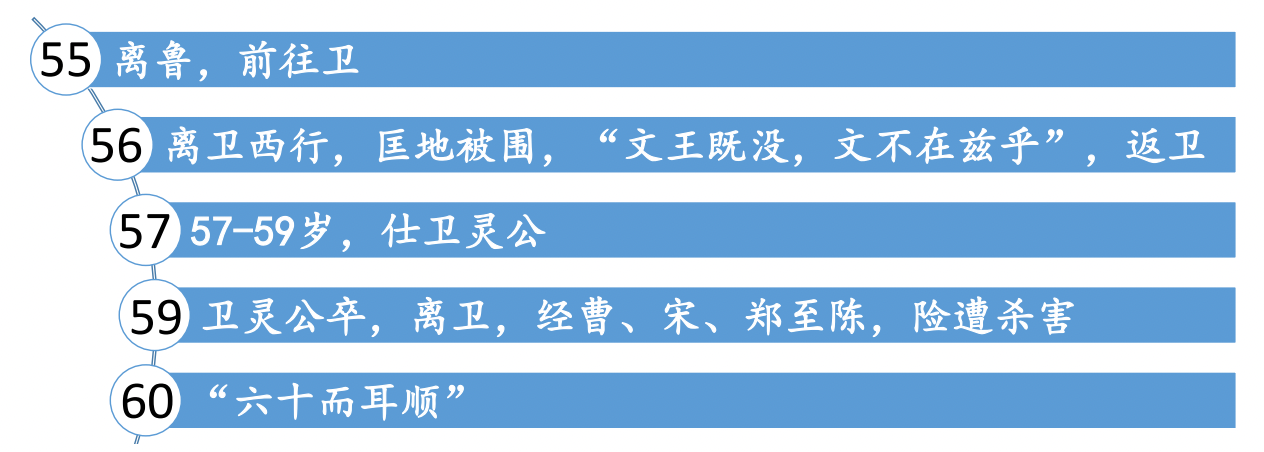 55 离鲁，前往卫
56 离卫西行，匡地被围，“文王既没，文不在兹乎”，返卫
57 57-59岁，仕卫灵公
59 卫灵公卒，离卫，经曹、宋、郑至陈，险遭杀害
60 “六十而耳顺”